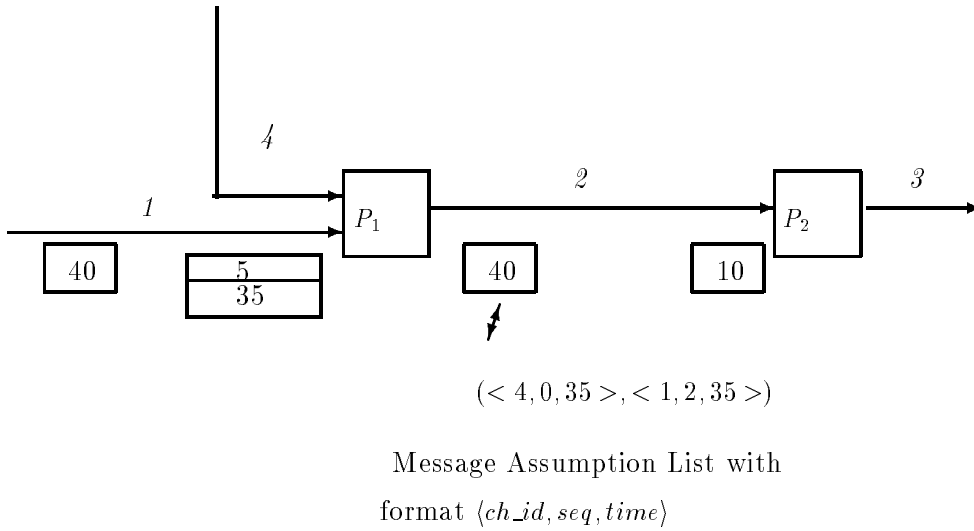 4
1
2
3
P1
P2
40
5
35
40
10
(< 4, 0, 35 >, < 1, 2, 35 >)
Message Assumption List with
format ⟨ch_id, seq, time⟩